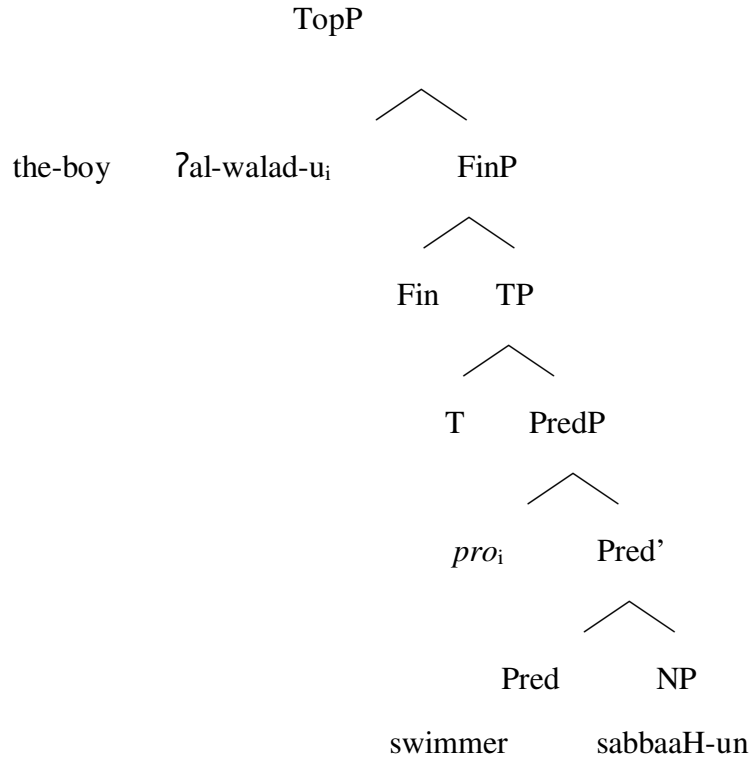 TopP
the-boy ʔal-walad-uᵢ FinP
Fin TP
T PredP
proᵢ Pred’
Pred NP
swimmer sabbaaH-un